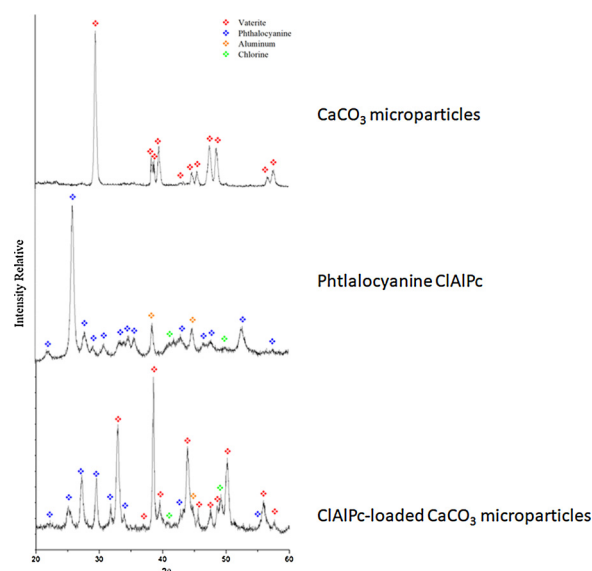 Vaterite
Phthalocyanine
Aluminum
Chlorine
CaCO₃ microparticles
Intensity Relative
Phtlalocyanine ClAlPc
ClAlPc-loaded CaCO₃ microparticles
20 30 40 50 60